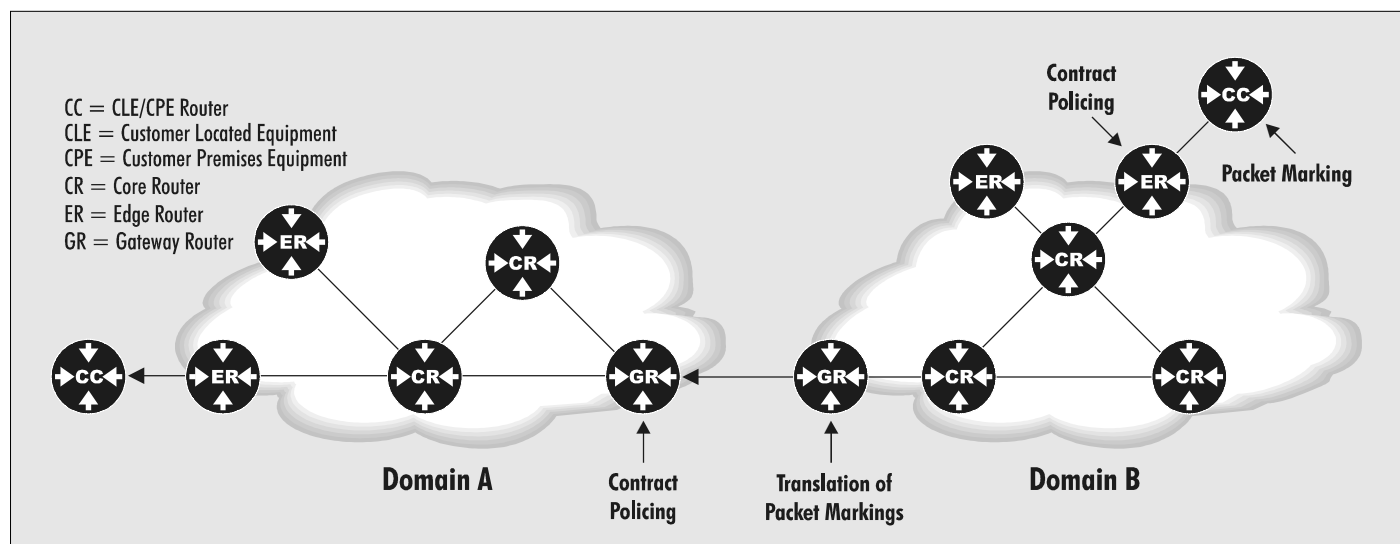 CC = CLE/CPE Router
CLE = Customer Located Equipment
CPE = Customer Premises Equipment
CR = Core Router
ER = Edge Router
GR = Gateway Router
Contract
Policing
CC
Packet Marking
ER
ER
CR
ER
CR
CC
ER
CR
GR
GR
CR
CR
Domain A
Contract
Policing
Translation of
Packet Markings
Domain B